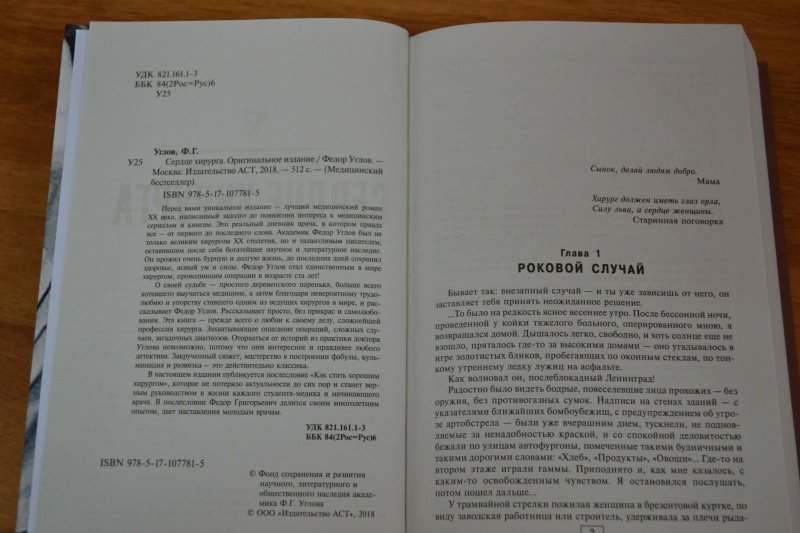 УДК 821.161.1-3
ББК 84(2Рос=Рус)6
У25
Углов, Ф.Г.
У25 Сердце хирурга. Оригинальное издание / Федор Углов. —
Москва: Издательство АСТ, 2018. — 512 с. — (Медицинский
бестселлер).
ISBN 978-5-17-107781-5
Перед вами уникальное издание — лучший медицинский роман
XX века, написанный задолго до появления интереса к медицинским
сериалам и книгам. Это реальный дневник врача, в котором правда
все — от первого до последнего слова. Академик Федор Углов был не
только великим хирургом XX столетия, но и талантливым писателем,
оставившим после себя богатейшее научное и литературное наследие.
Он прожил очень бурную и долгую жизнь, до последних дней сохранил
здоровье, ясный ум и силы. Федор Углов стал единственным в мире
хирургом, проводившим операции в возрасте ста лет!
О своей судьбе — простого деревенского паренька, больше всего
хотевшего научиться медицине, а затем благодаря невероятному трудо-
любию и упорству ставшего одним из ведущих хирургов в мире, и рас-
сказывает Федор Углов. Рассказывает просто, без прикрас и самолюбо-
вания. Эта книга — прежде всего о любви к своему делу, сложнейшей
профессии хирурга. Захватывающее описание операций, сложных слу-
чаев, загадочных диагнозов. Оторваться от историй из практики доктора
Углова невозможно, потому что они интереснее и правдивее любого
детектива. Закрученный сюжет, мастерство в построении фабулы, куль-
минация и развязка — это действительно классика.
В настоящем издании публикуется послесловие «Как стать хорошим
хирургом», которое не потеряло актуальности до сих пор и станет вер-
ным руководством в жизни каждого студента-медика и начинающего
врача. В послесловии Федор Григорьевич делится своим многолетним
опытом, дает наставления молодым врачам.
УДК 821.161.1-3
ББК 84(2Рос=Рус)6
ISBN 978-5-17-107781-5
© Фонд сохранения и развития
научного, литературного и
общественного наследия акаде-
мика Ф.Г. Углова
© ООО «Издательство АСТ», 2018
Сынок, делай людям добро.
Мама
Хирург должен иметь глаз орла,
Силу льва, а сердце женщины.
Старинная поговорка
Глава 1
РОКОВОЙ СЛУЧАЙ
Бывает так: внезапный случай — и ты уже зависишь от него, он
заставляет тебя принять неожиданное решение.
...То было на редкость ясное весеннее утро. После бессонной ночи,
проведенной у койки тяжелого больного, оперированного мною, я
возвращался домой. Дышалось легко, свободно, и хоть солнце еще не
взошло, пряталось где-то за высокими домами — оно угадывалось в
игре золотистых бликов, пробегающих по оконным стеклам, по тон-
кому утреннему ледку лужиц на асфальте.
Как волновал он, послеблокадный Ленинград!
Радостно было видеть бодрые, повеселевшие лица прохожих — без
оружия, без противогазных сумок. Надписи на стенах зданий — с
указателями ближайших бомбоубежищ, с предупреждением об угро-
зе артобстрела — были уже вчерашним днем, тускнели, не подновля-
емые за ненадобностью краской, и со спокойной деловитостью
бежали по улицам автофургоны, помеченные такими будничными и
такими дорогими словами: «Хлеб», «Продукты», «Овощи»... Где-то на
втором этаже играли гаммы. Приподнято и, как мне казалось, с
каким-то освобожденным чувством. Я остановился послушать,
потом пошел дальше...
У трамвайной стрелки пожилая женщина в брезентовой куртке, по
виду заводская работница или строитель, удерживала за плечи рыда-
3